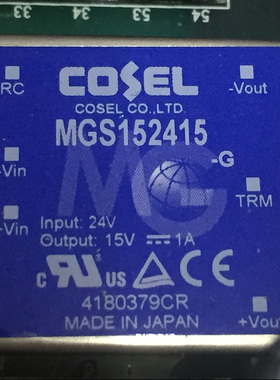 33
34
53
54
COSEL
COSEL CO.,LTD.
RC
-Vout
MGS152415
-G
-Vin
MG
TRM
+Vin
Input: 24V
Output: 15V 1A
C US
CE
4180379CR
MADE IN JAPAN
+Vout